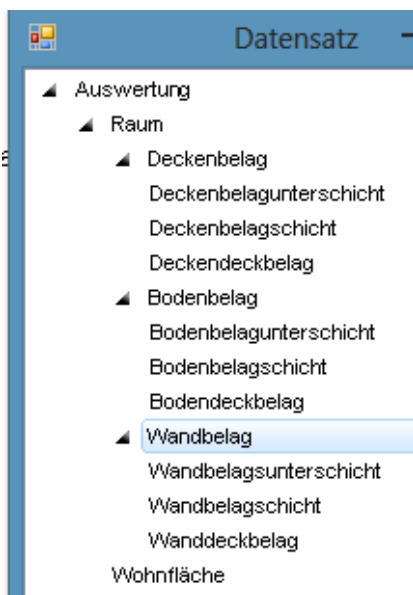 Datensatz
Auswertung
Raum
Deckenbelag
Deckenbelagunterschicht
Deckenbelagschicht
Deckendeckbelag
Bodenbelag
Bodenbelagunterschicht
Bodenbelagschicht
Bodendeckbelag
Wandbelag
Wandbelagsunterschicht
Wandbelagschicht
Wanddeckbelag
Wohnfläche